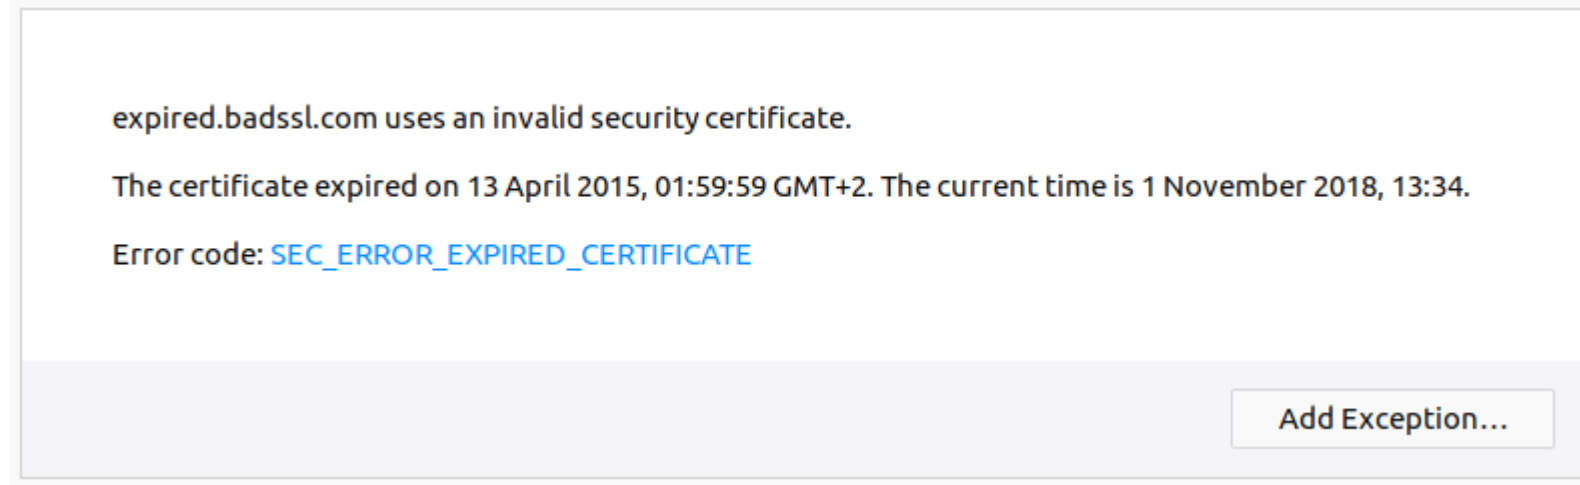 expired.badssl.com uses an invalid security certificate.
The certificate expired on 13 April 2015, 01:59:59 GMT+2. The current time is 1 November 2018, 13:34.
Error code: SEC_ERROR_EXPIRED_CERTIFICATE
Add Exception…